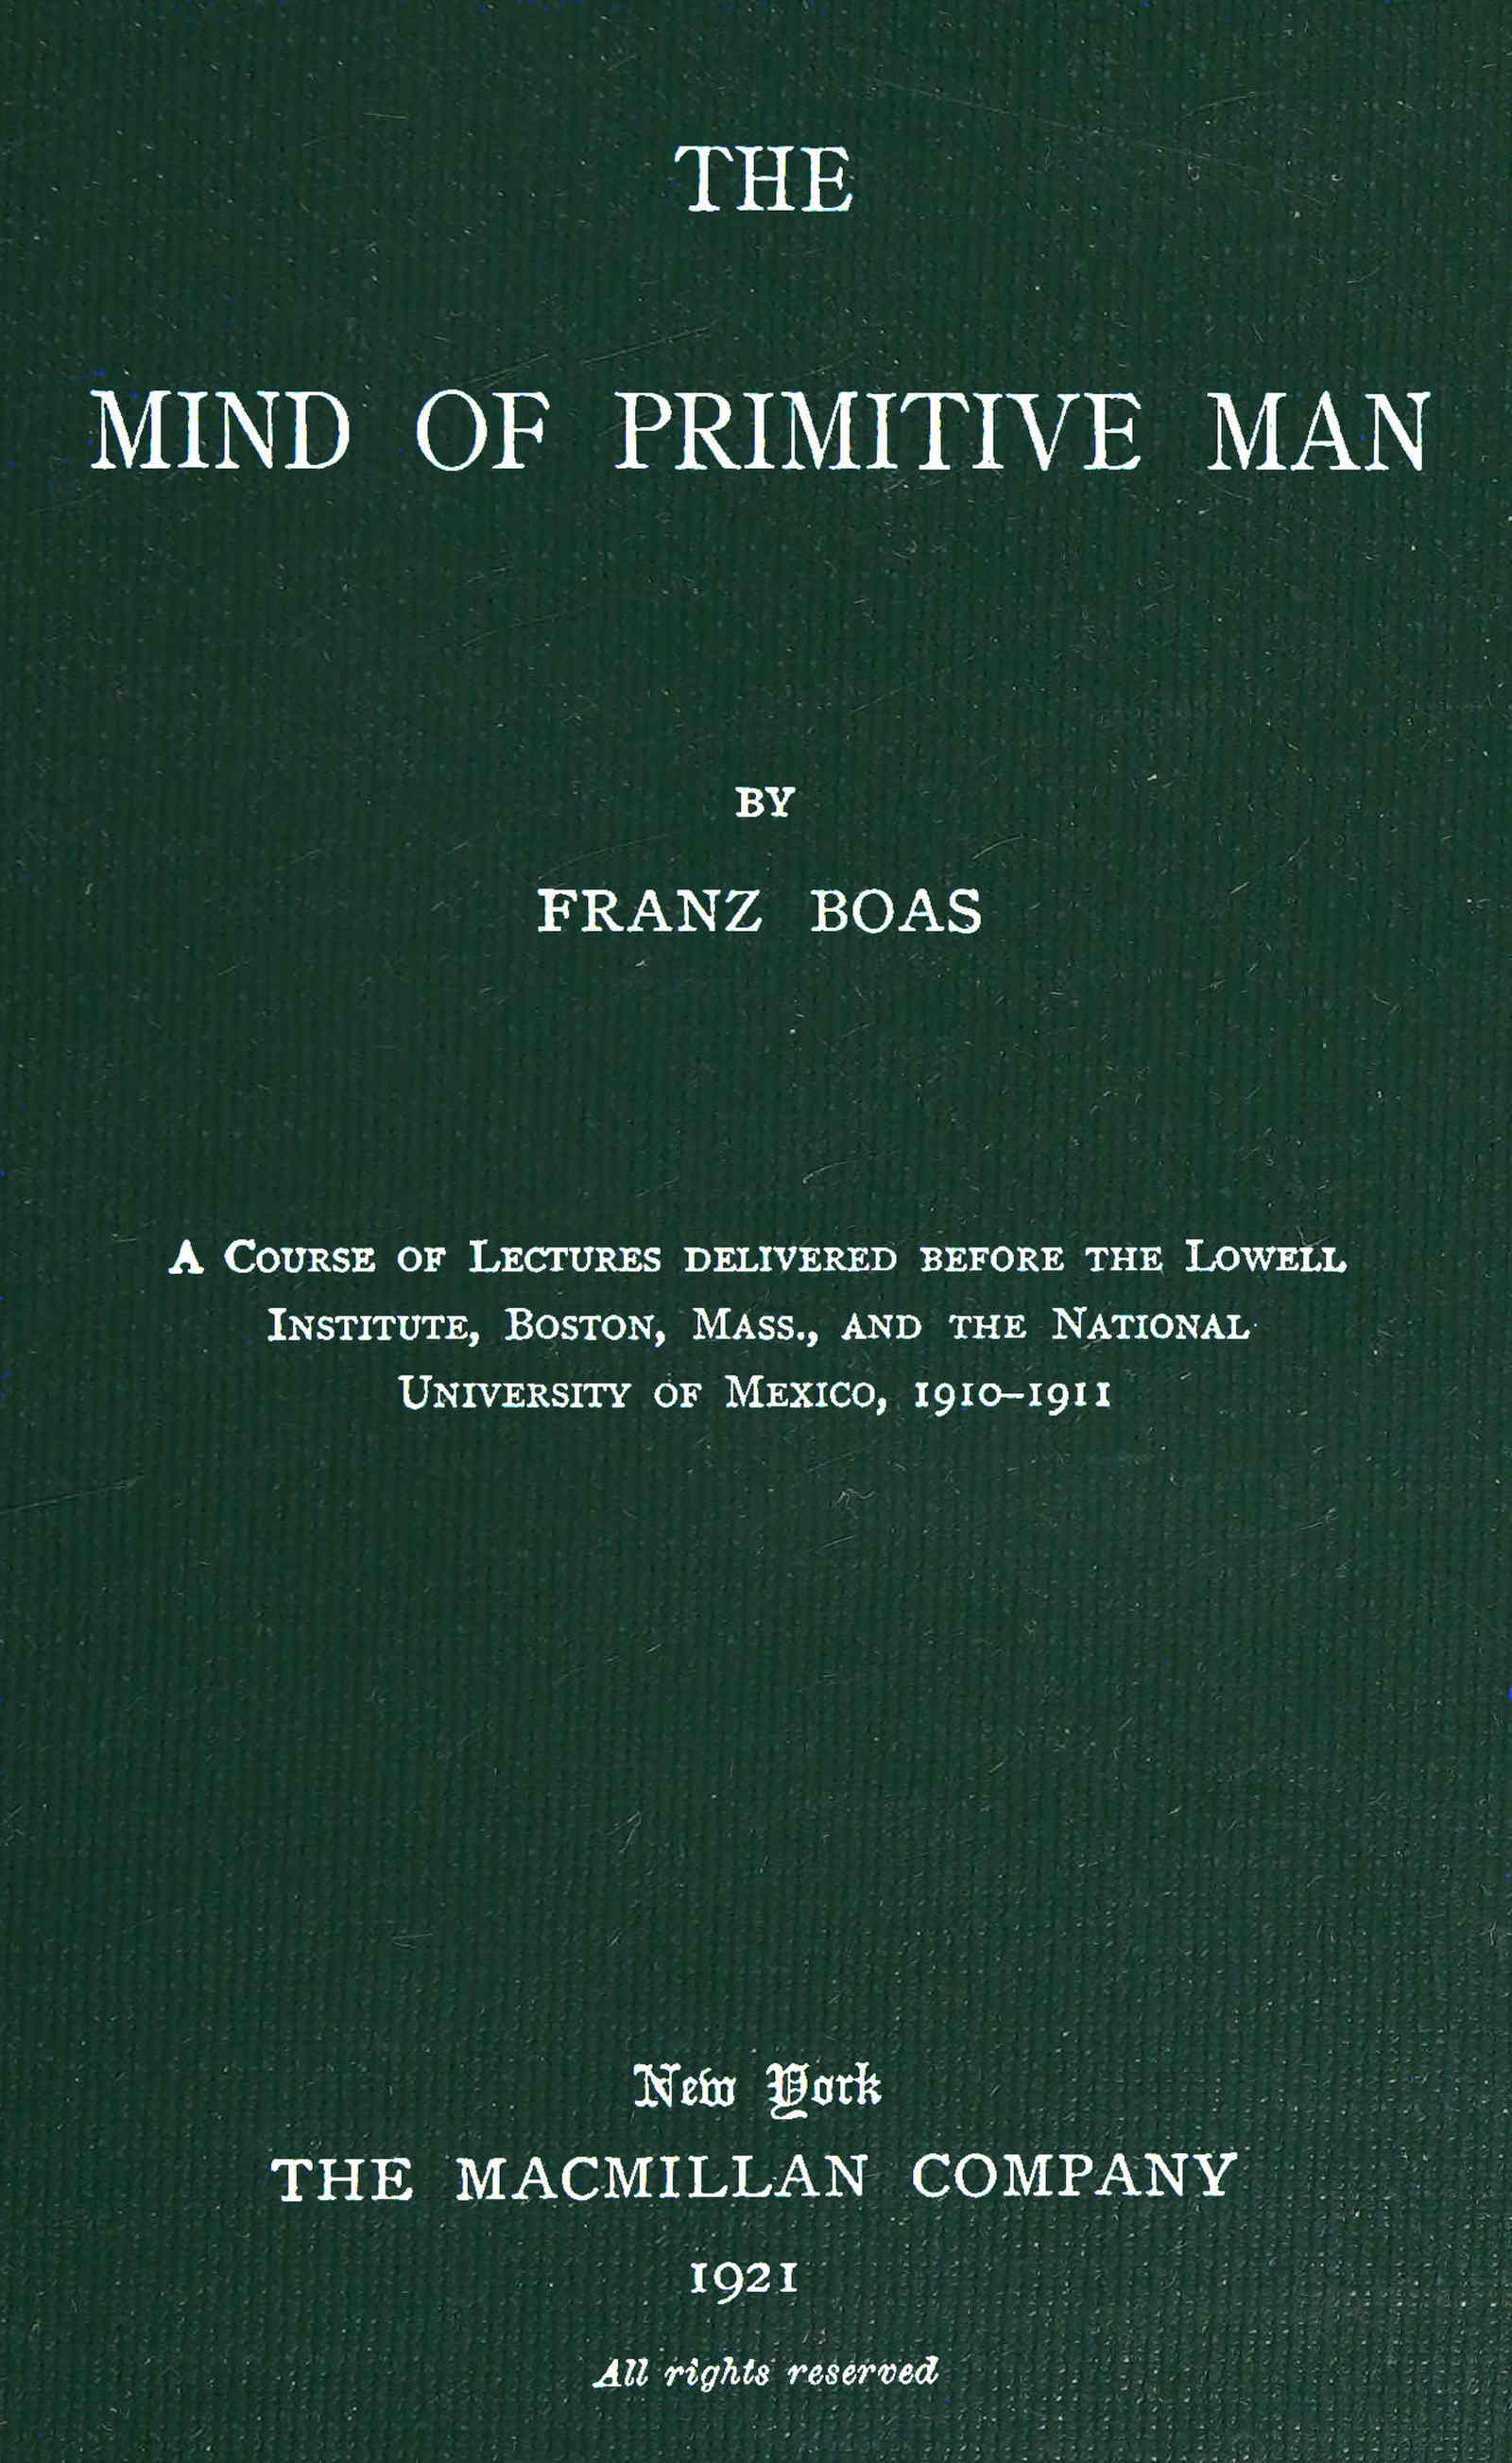 THE
MIND OF PRIMITIVE MAN
BY
FRANZ BOAS
A Course of Lectures delivered before the Lowell
Institute, Boston, Mass., and the National
University of Mexico, 1910–1911
New York
THE MACMILLAN COMPANY
1921
All rights reserved